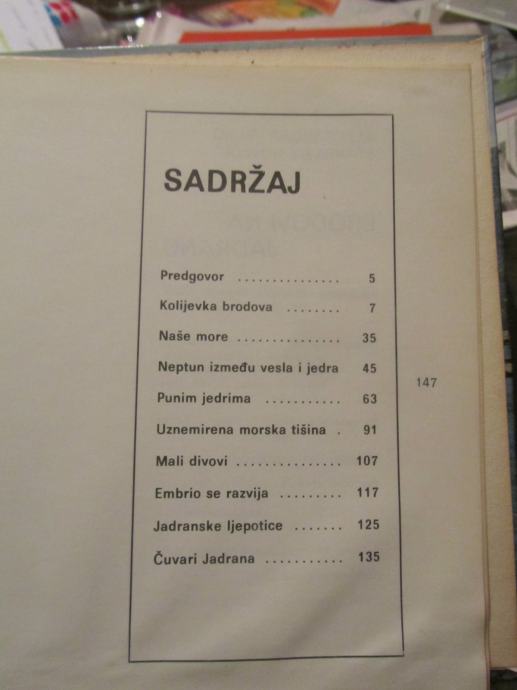 SADRŽAJ
Predgovor ............... 5
Kolijevka brodova ........ 7
Naše more ............... 35
Neptun između vesla i jedra 45
Punim jedrima ........... 63
Uznemirena morska tišina . 91
Mali divovi ............... 107
Embrio se razvija ......... 117
Jadranske ljepotice ....... 125
Čuvari Jadrana ........... 135
147